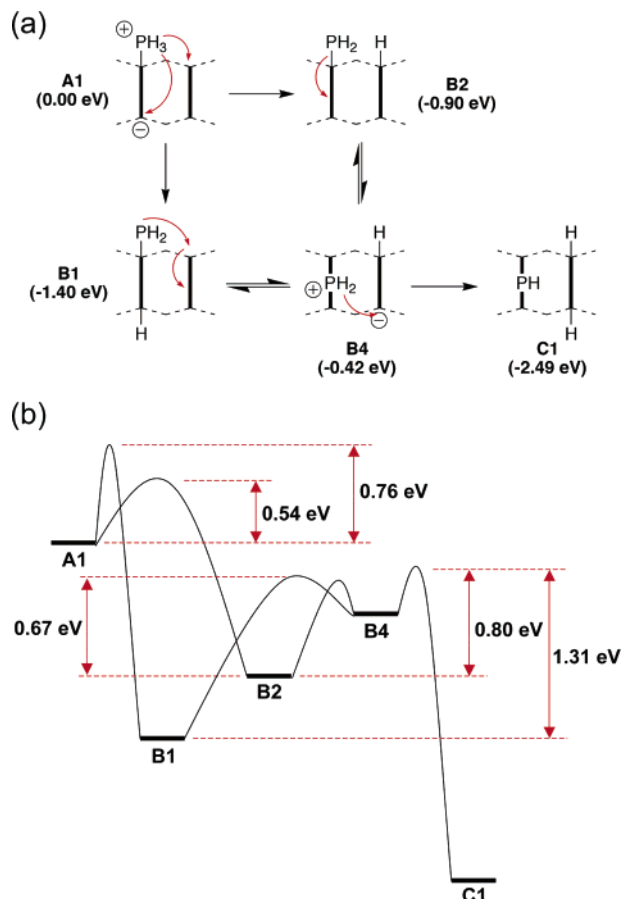 (a)
⊕ PH3
A1
(0.00 eV)
⊖
PH2 H
B2
(-0.90 eV)
PH2
B1
(-1.40 eV)
H
H
⊕ PH2
⊖
B4
(-0.42 eV)
H
PH
H
C1
(-2.49 eV)
(b)
0.76 eV
0.54 eV
A1
0.67 eV
B4
0.80 eV
1.31 eV
B2
B1
C1